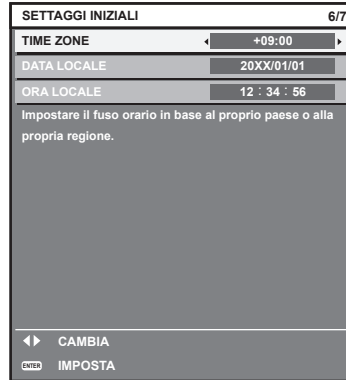 SETTAGGI INIZIALI 6/7
TIME ZONE +09:00
DATA LOCALE 20XX/01/01
ORA LOCALE 12 : 34 : 56
Impostare il fuso orario in base al proprio paese o alla
propria regione.
CAMBIA
ENTER IMPOSTA